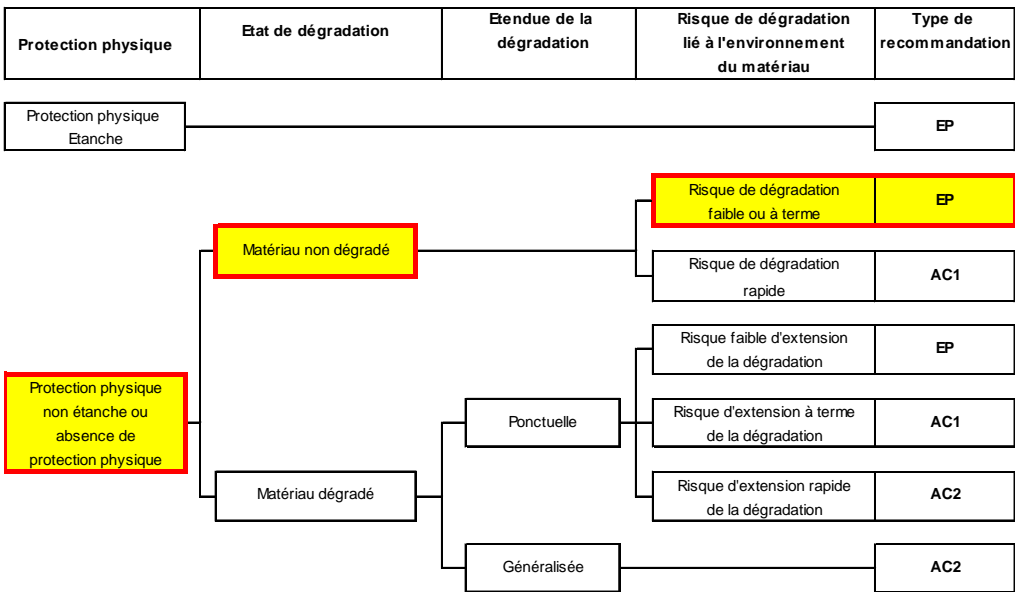 Protection physique
Etat de dégradation
Etendue de la
dégradation
Risque de dégradation
lié à l'environnement
du matériau
Type de
recommandation
Protection physique
Etanche
EP
Risque de dégradation
faible ou à terme
EP
Matériau non dégradé
Risque de dégradation
rapide
AC1
Risque faible d'extension
de la dégradation
EP
Protection physique
non étanche ou
absence de
protection physique
Ponctuelle
Risque d'extension à terme
de la dégradation
AC1
Matériau dégradé
Risque d'extension rapide
de la dégradation
AC2
Généralisée
AC2